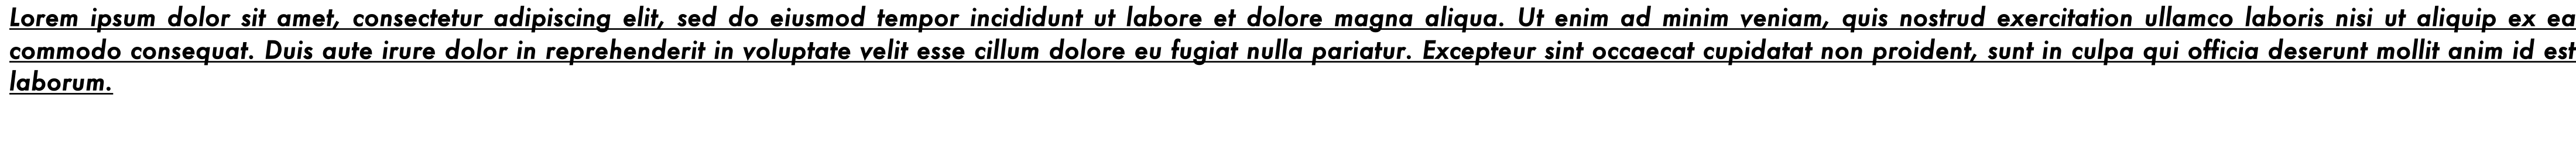 Lorem ipsum dolor sit amet, consectetur adipiscing elit, sed do eiusmod tempor incididunt ut labore et dolore magna aliqua. Ut enim ad minim veniam, quis nostrud exercitation ullamco laboris nisi ut aliquip ex ea
commodo consequat. Duis aute irure dolor in reprehenderit in voluptate velit esse cillum dolore eu fugiat nulla pariatur. Excepteur sint occaecat cupidatat non proident, sunt in culpa qui officia deserunt mollit anim id est
laborum.